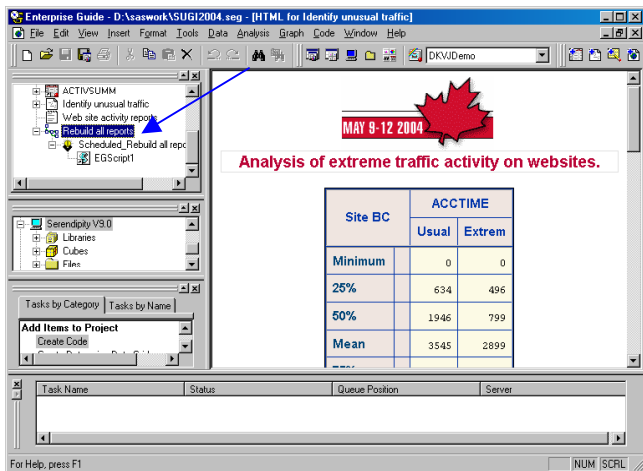 Enterprise Guide - D:\saswork\SUGI2004.seg - [HTML for Identify unusual traffic]
File Edit View Insert Format Tools Data Analysis Graph Code Window Help
DKVJDemo
ACTIVSUMM
Identify unusual traffic
Web site activity reports
Rebuild all reports
Scheduled_Rebuild all repo
EGScript1
Serendipity V9.0
Libraries
Cubes
Files
Tasks by Category Tasks by Name
Add Items to Project
Create Code
MAY 9-12 2004
Analysis of extreme traffic activity on websites.
Site BC ACCTIME
Usual Extrem
Minimum 0 0
25% 634 496
50% 1946 799
Mean 3545 2899
Task Name Status Queue Position Server
For Help, press F1 NUM SCRL